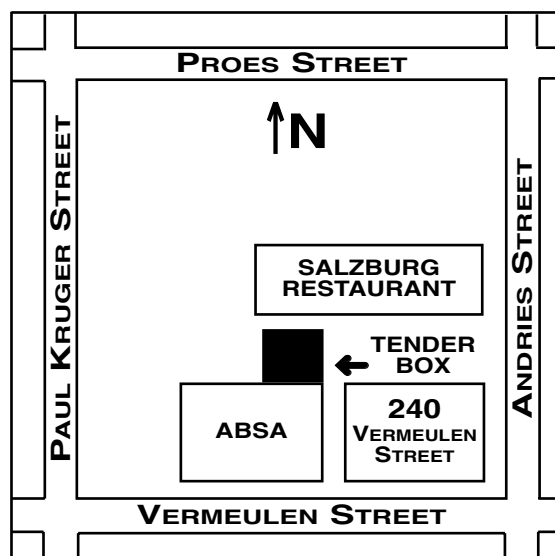 PROES STREET
N
PAUL KRUGER STREET
ANDRIES STREET
SALZBURG
RESTAURANT
TENDER
BOX
ABSA
240
VERMEULEN
STREET
VERMEULEN STREET